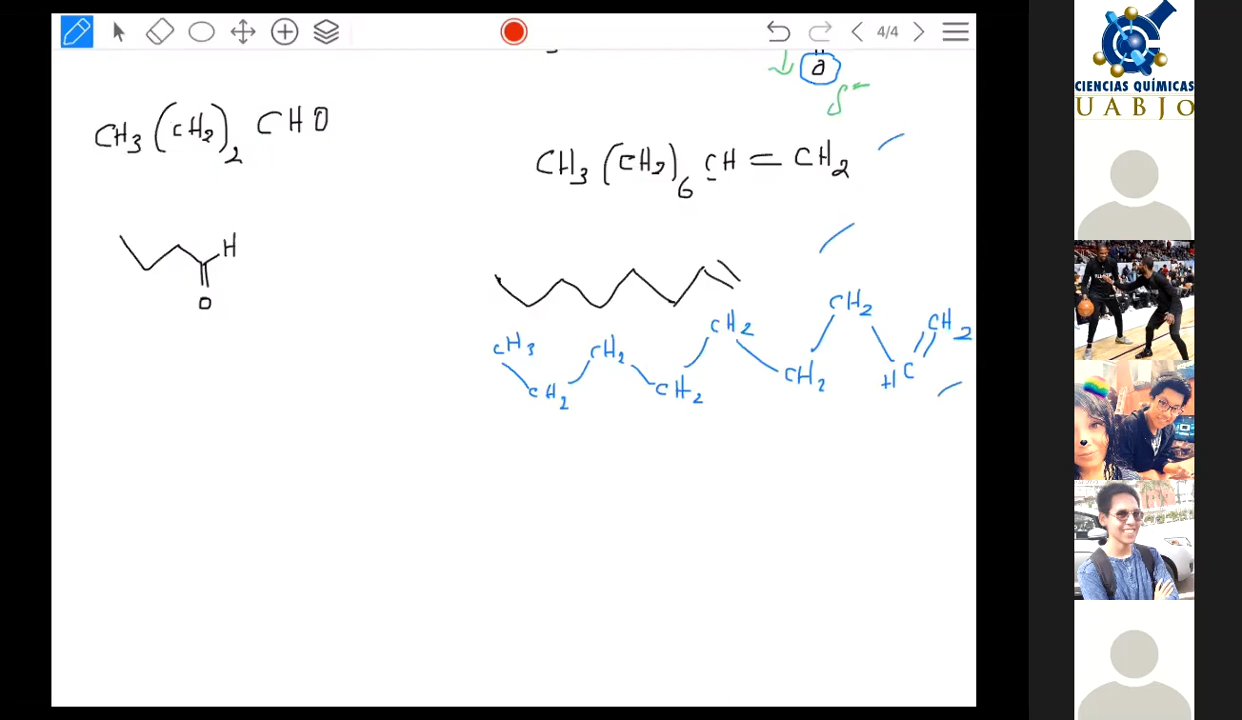 4/4
CIENCIAS QUÍMICAS
U A B J O
a
δ-
CH3 (CH2)2 CHO
CH3 (CH2)6 CH = CH2
H
O
CH3 CH2 CH2 CH2 CH2 CH2 CH2 HC CH2